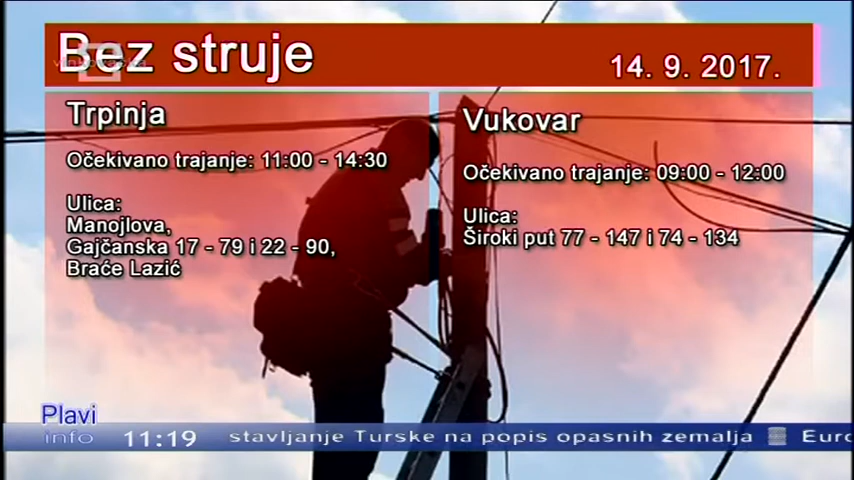 Bez struje
14. 9. 2017.
Trpinja
Očekivano trajanje: 11:00 - 14:30
Ulica:
Manojlova,
Gajčanska 17 - 79 i 22 - 90,
Braće Lazić
Vukovar
Očekivano trajanje: 09:00 - 12:00
Ulica:
Široki put 77 - 147 i 74 - 134
Plavi
info 11:19 stavljanje Turske na popis opasnih zemalja Euro